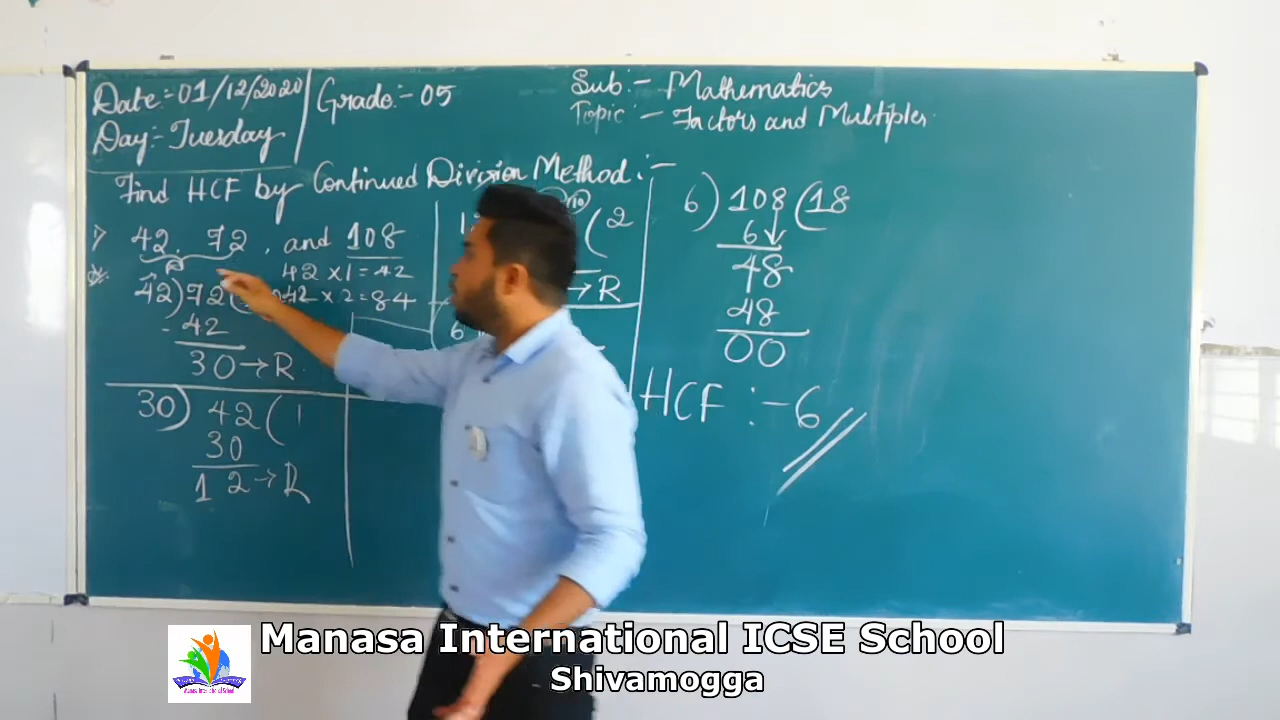 Date:-01/12/2020
Day:-Tuesday
Grade:-05
Sub:- Mathematics
Topic:- Factors and Multiples
Find HCF by Continued Division Method:-
42, 72, and 108
42 x 1 = 42
42 x 2 = 84
42)72(
- 42
30→R
30) 42 ( 1
30
12→R
( 2
→R
6
6)108(18
6
48
48
00
HCF :- 6
Manasa International ICSE School
Shivamogga